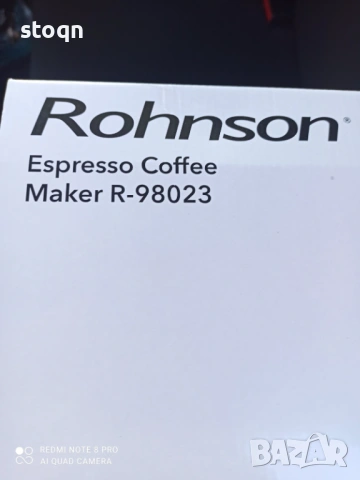 stoqn
Rohnson®
Espresso Coffee
Maker R-98023
REDMI NOTE 8 PRO
AI QUAD CAMERA
BAZAR